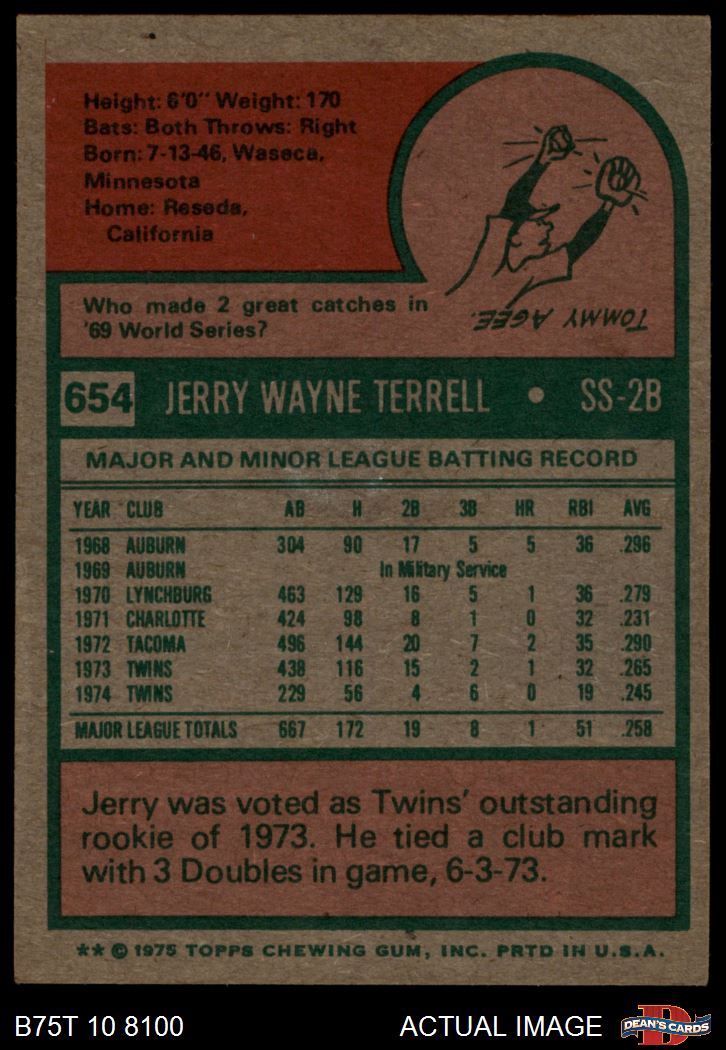 Height: 6'0" Weight: 170
Bats: Both Throws: Right
Born: 7-13-46, Waseca,
Minnesota
Home: Reseda,
California
Who made 2 great catches in
'69 World Series?
TOMMY AGEE.
654 JERRY WAYNE TERRELL • SS-2B
MAJOR AND MINOR LEAGUE BATTING RECORD
YEAR CLUB AB H 2B 3B HR RBI AVG
1968 AUBURN 304 90 17 5 5 36 .296
1969 AUBURN In Military Service
1970 LYNCHBURG 463 129 16 5 1 36 .279
1971 CHARLOTTE 424 98 8 1 0 32 .231
1972 TACOMA 496 144 20 7 2 35 .290
1973 TWINS 438 116 15 2 1 32 .265
1974 TWINS 229 56 4 6 0 19 .245
MAJOR LEAGUE TOTALS 667 172 19 8 1 51 .258
Jerry was voted as Twins' outstanding
rookie of 1973. He tied a club mark
with 3 Doubles in game, 6-3-73.
** © 1975 TOPPS CHEWING GUM, INC. PRTD IN U.S.A.
B75T 10 8100 ACTUAL IMAGE DEAN'S CARDS